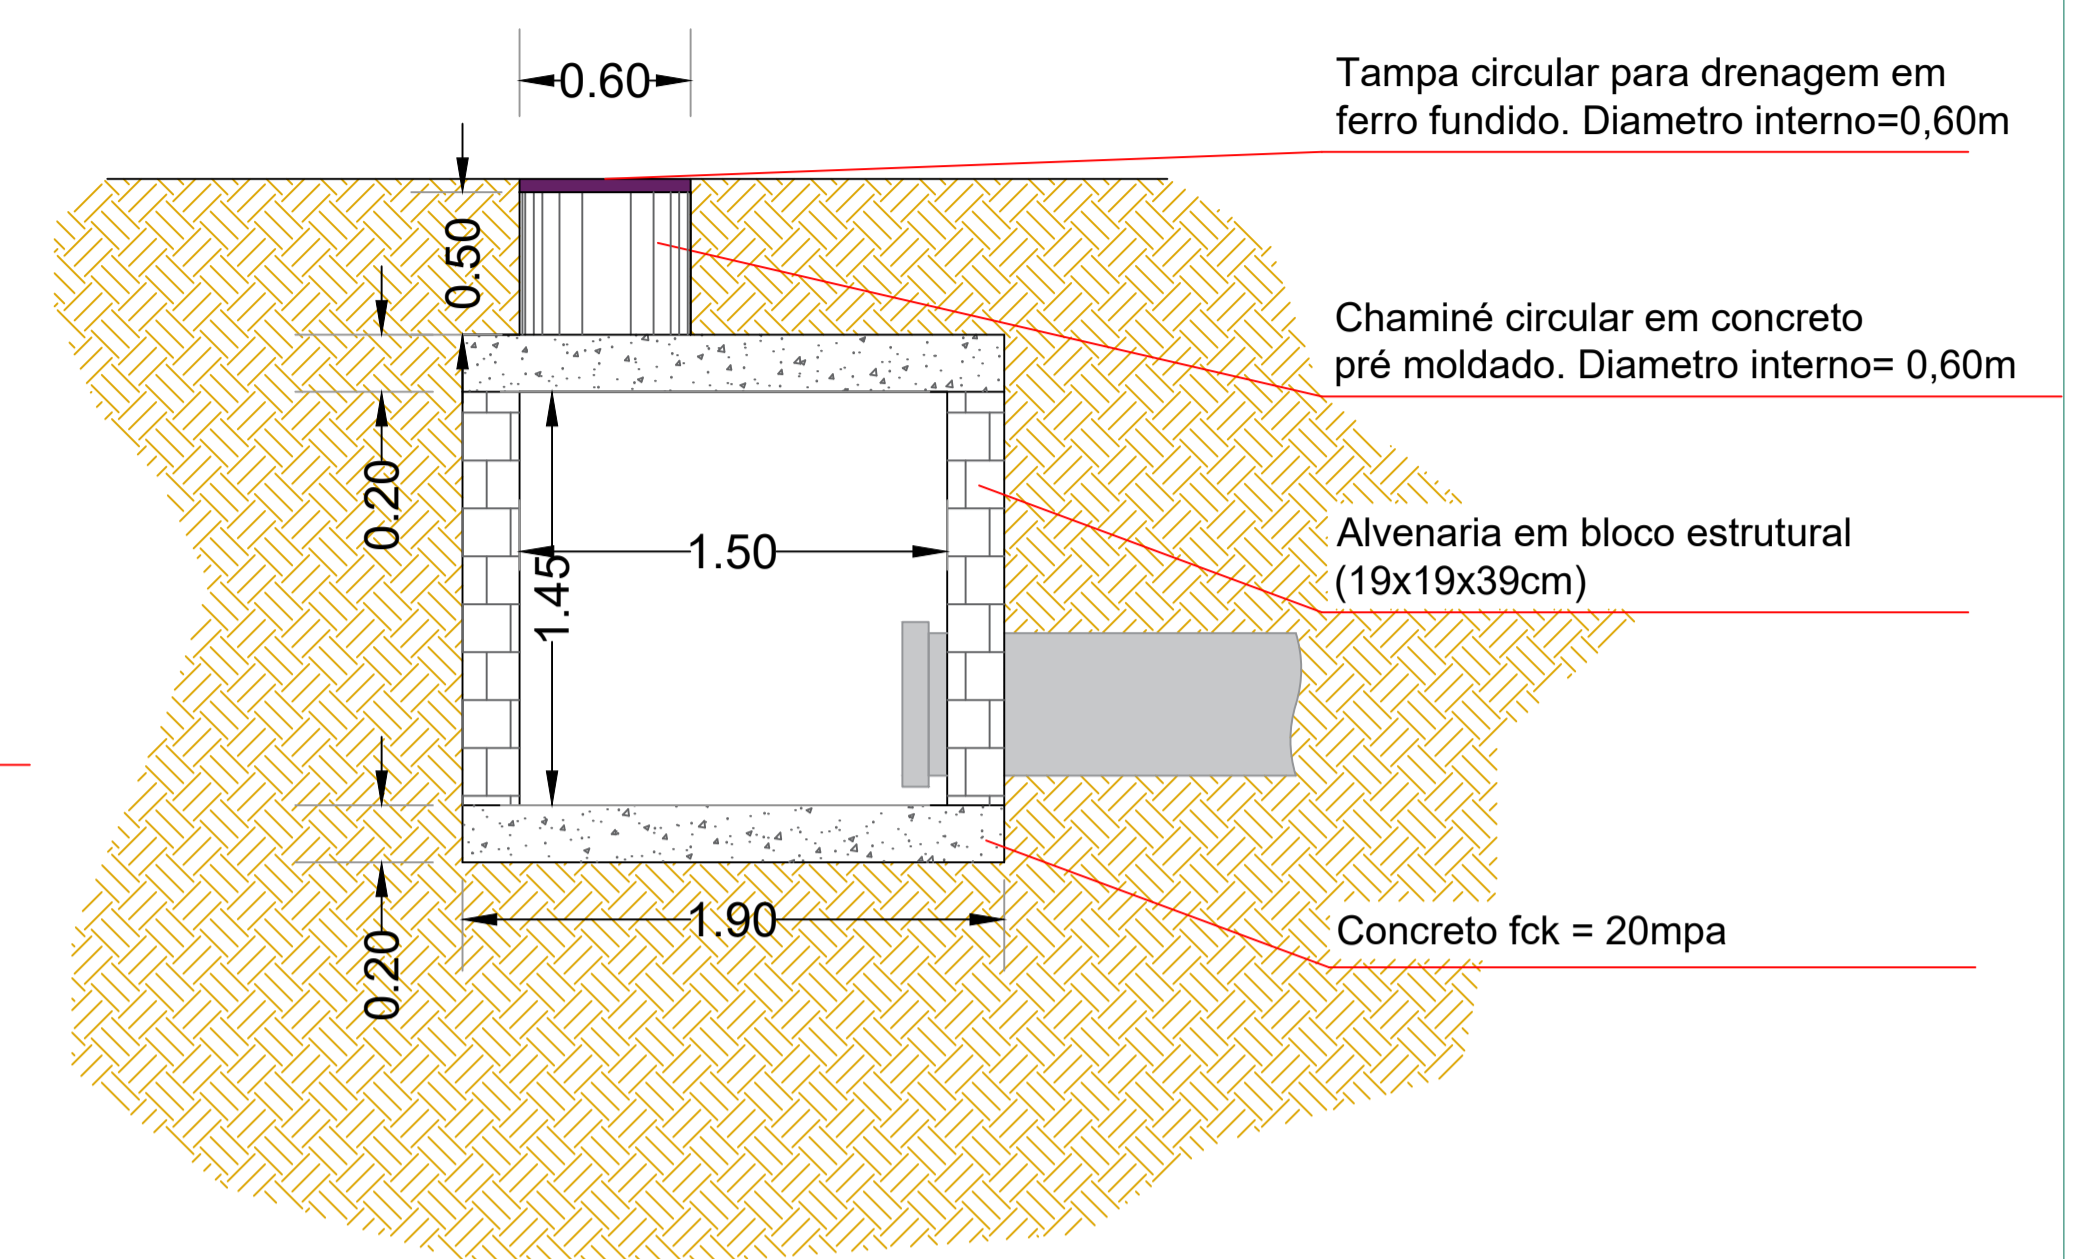 0.60
Tampa circular para drenagem em
ferro fundido. Diametro interno=0,60m
0.50
Chaminé circular em concreto
pré moldado. Diametro interno= 0,60m
0.20
1.50
1.45
Alvenaria em bloco estrutural
(19x19x39cm)
1.90
0.20
Concreto fck = 20mpa